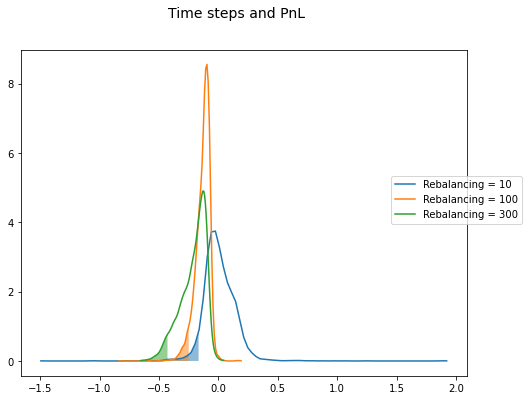 Time steps and PnL
8
6
4
2
0
Rebalancing = 10
Rebalancing = 100
Rebalancing = 300
−1.5 −1.0 −0.5 0.0 0.5 1.0 1.5 2.0